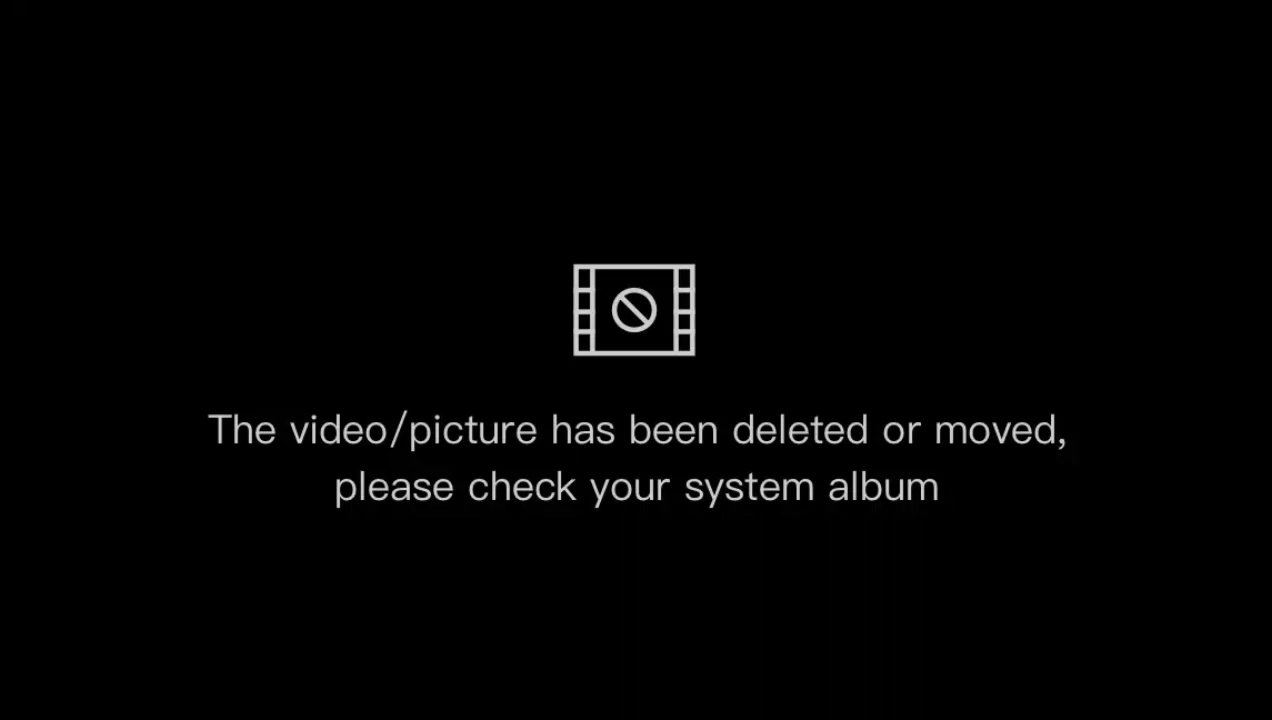 The video/picture has been deleted or moved,
please check your system album